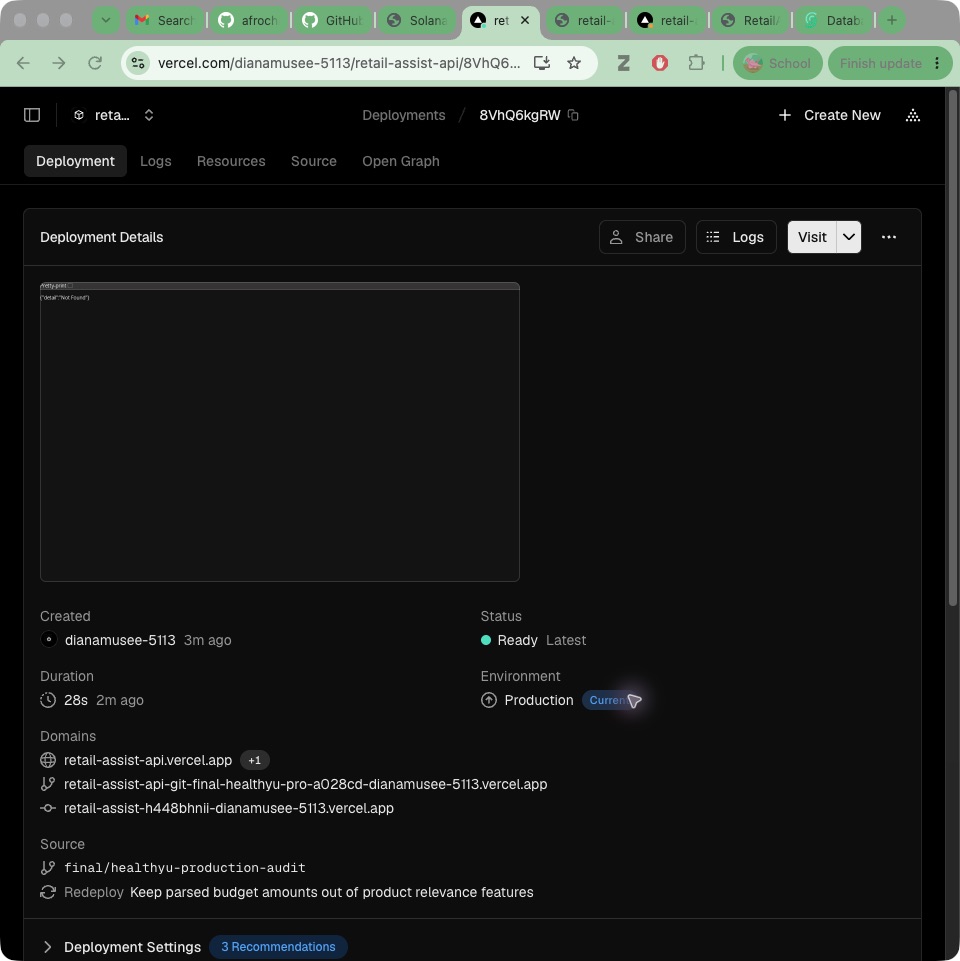 Search
afroch
GitHu
Solana
ret
retail-
retail-
Retail/
Datab
vercel.com/dianamusee-5113/retail-assist-api/8VhQ6...
School
Finish update
reta...
Deployments / 8VhQ6kgRW
Create New
Deployment Logs Resources Source Open Graph
Deployment Details
Share
Logs
Visit
Pretty-print
{"detail":"Not Found"}
Created
dianamusee-5113 3m ago
Status
Ready Latest
Duration
28s 2m ago
Environment
Production Curren
Domains
retail-assist-api.vercel.app +1
retail-assist-api-git-final-healthyu-pro-a028cd-dianamusee-5113.vercel.app
retail-assist-h448bhnii-dianamusee-5113.vercel.app
Source
final/healthyu-production-audit
Redeploy Keep parsed budget amounts out of product relevance features
Deployment Settings 3 Recommendations